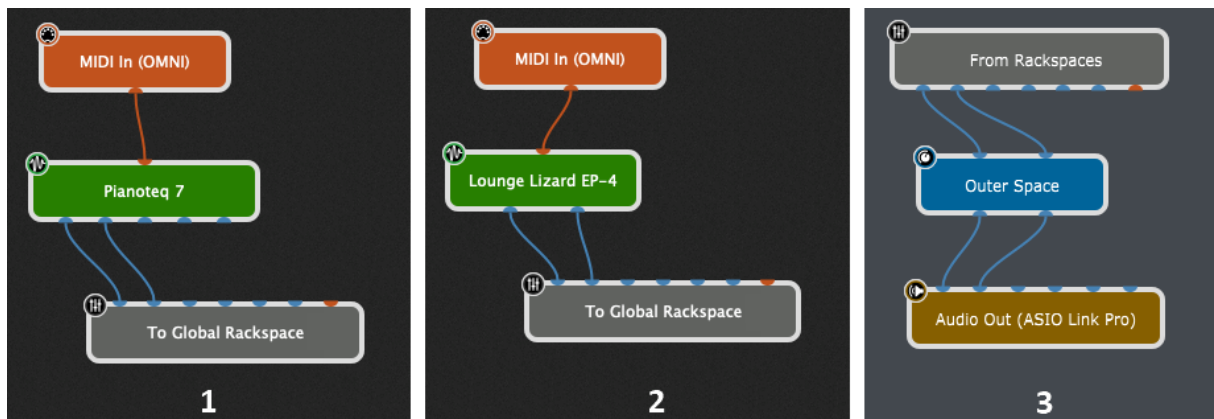 MIDI In (OMNI)
Pianoteq 7
To Global Rackspace
1
MIDI In (OMNI)
Lounge Lizard EP-4
To Global Rackspace
2
From Rackspaces
Outer Space
Audio Out (ASIO Link Pro)
3